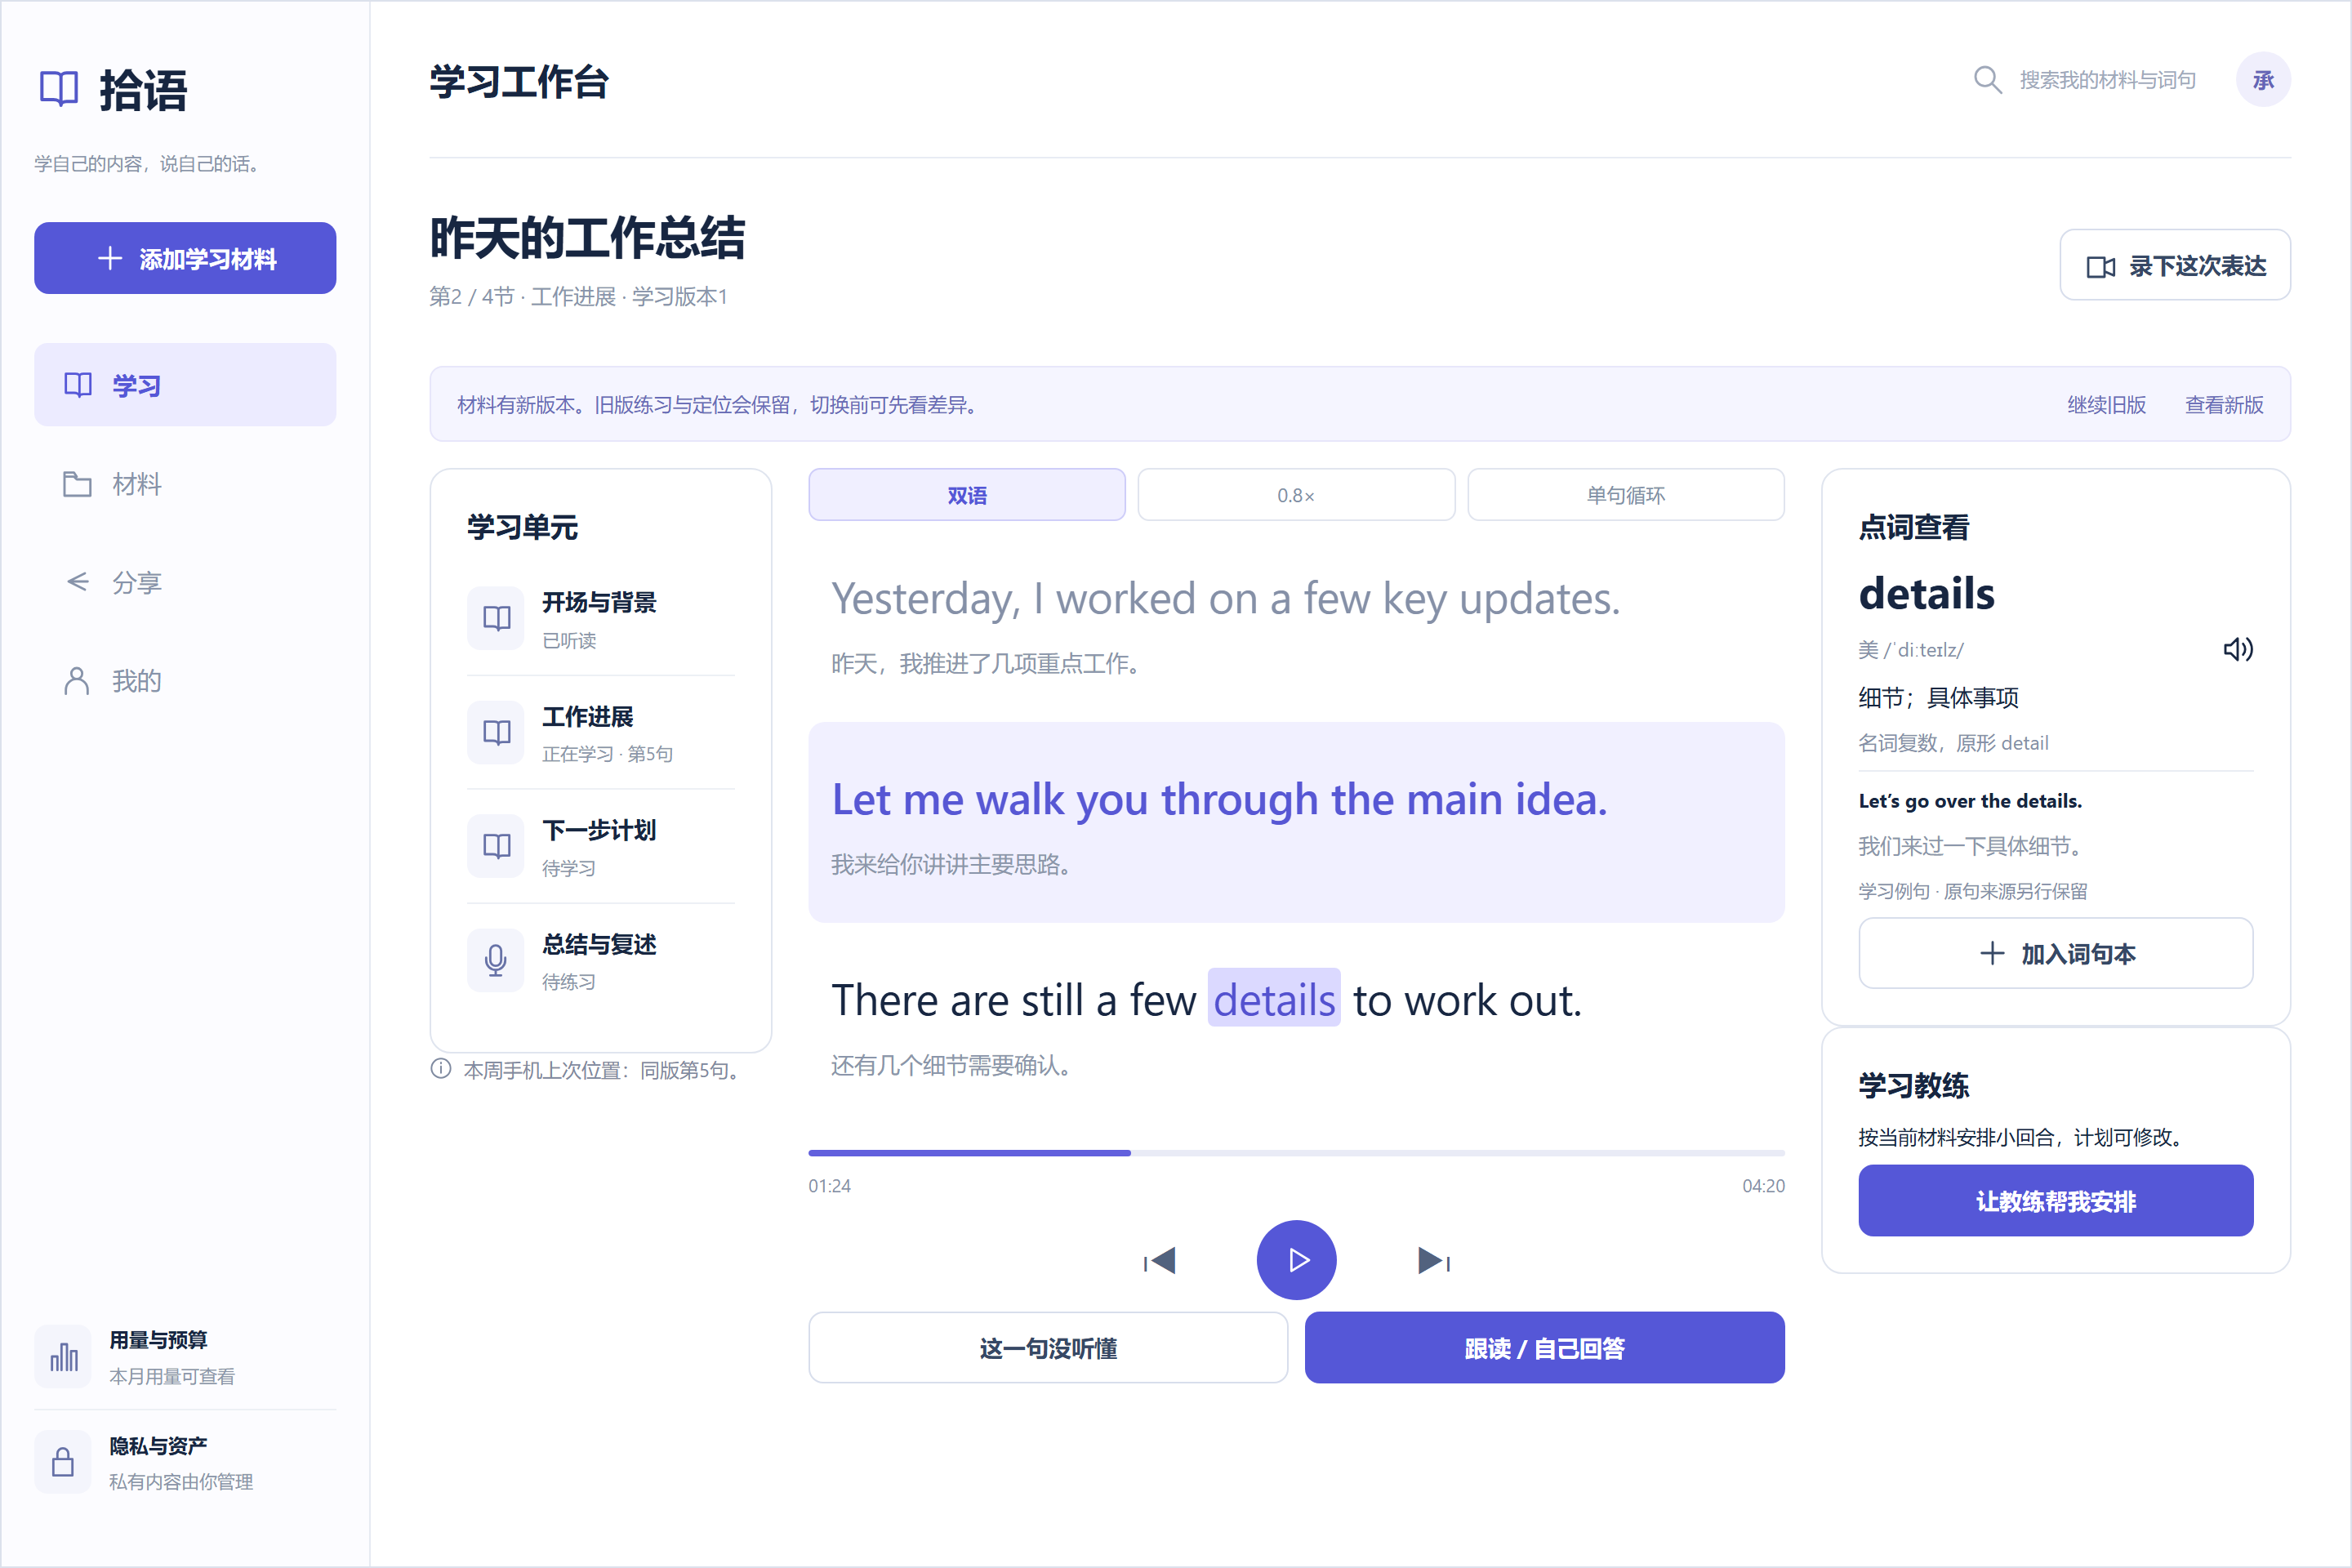 拾语
学自己的内容，说自己的话。
添加学习材料
学习
材料
分享
我的
用量与预算
本月用量可查看
隐私与资产
私有内容由你管理
学习工作台
搜索我的材料与词句
承
昨天的工作总结
第2 / 4节 · 工作进展 · 学习版本1
录下这次表达
材料有新版本。旧版练习与定位会保留，切换前可先看差异。
继续旧版
查看新版
学习单元
开场与背景
已听读
工作进展
正在学习 · 第5句
下一步计划
待学习
总结与复述
待练习
本周手机上次位置：同版第5句。
双语
0.8×
单句循环
Yesterday, I worked on a few key updates.
昨天，我推进了几项重点工作。
Let me walk you through the main idea.
我来给你讲讲主要思路。
There are still a few details to work out.
还有几个细节需要确认。
01:24
04:20
这一句没听懂
跟读 / 自己回答
点词查看
details
美 /ˈdiːteɪlz/
细节；具体事项
名词复数，原形 detail
Let’s go over the details.
我们来过一下具体细节。
学习例句 · 原句来源另行保留
加入词句本
学习教练
按当前材料安排小回合，计划可修改。
让教练帮我安排